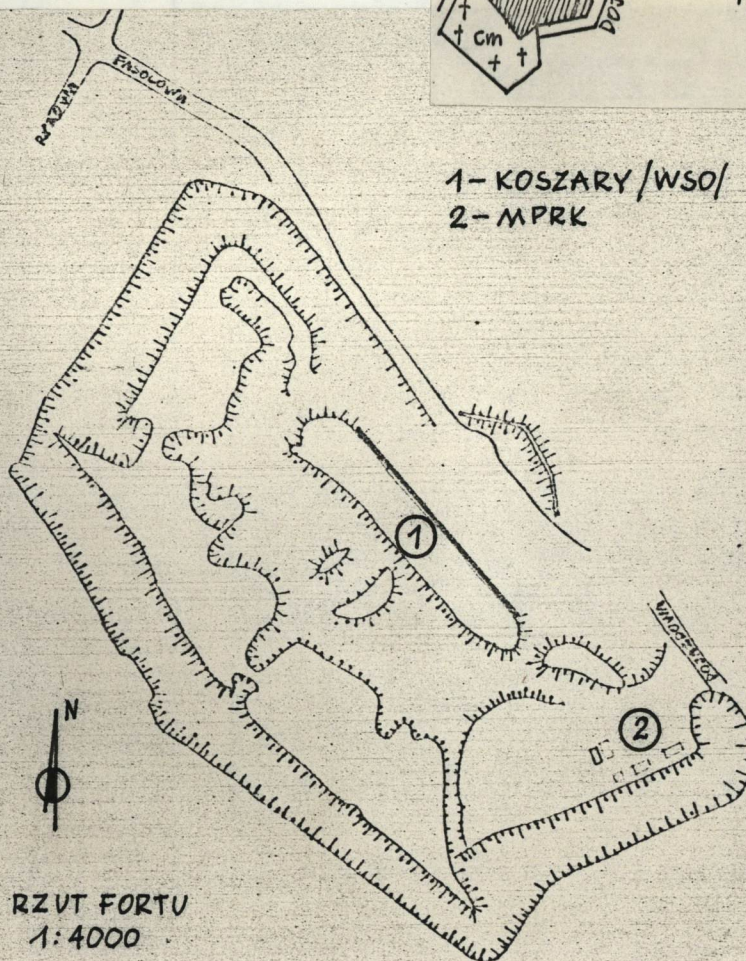 cm
FASOLOWA
1- KOSZARY /WSO/
2- MPRK
1
2
N
RZUT FORTU
1:4000